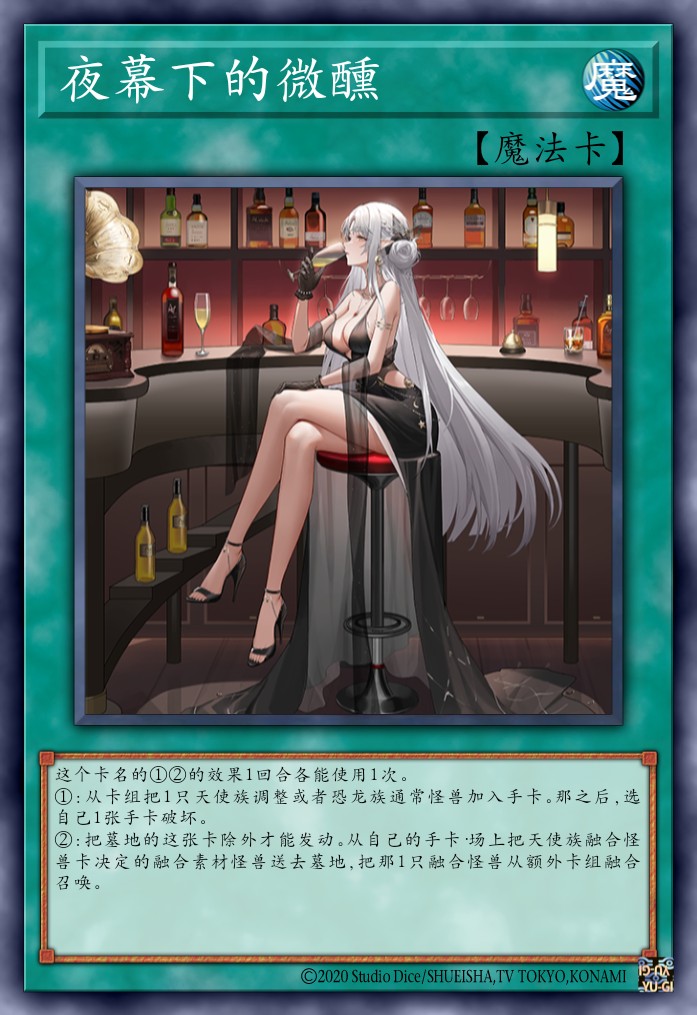 夜幕下的微醺
魔
【魔法卡】
这个卡名的①②的效果1回合各能使用1次。
①:从卡组把1只天使族调整或者恐龙族通常怪兽加入手卡。那之后,选
自己1张手卡破坏。
②:把墓地的这张卡除外才能发动。从自己的手卡·场上把天使族融合怪
兽卡决定的融合素材怪兽送去墓地,把那1只融合怪兽从额外卡组融合
召唤。
©2020 Studio Dice/SHUEISHA,TV TOKYO,KONAMI
YU-GI